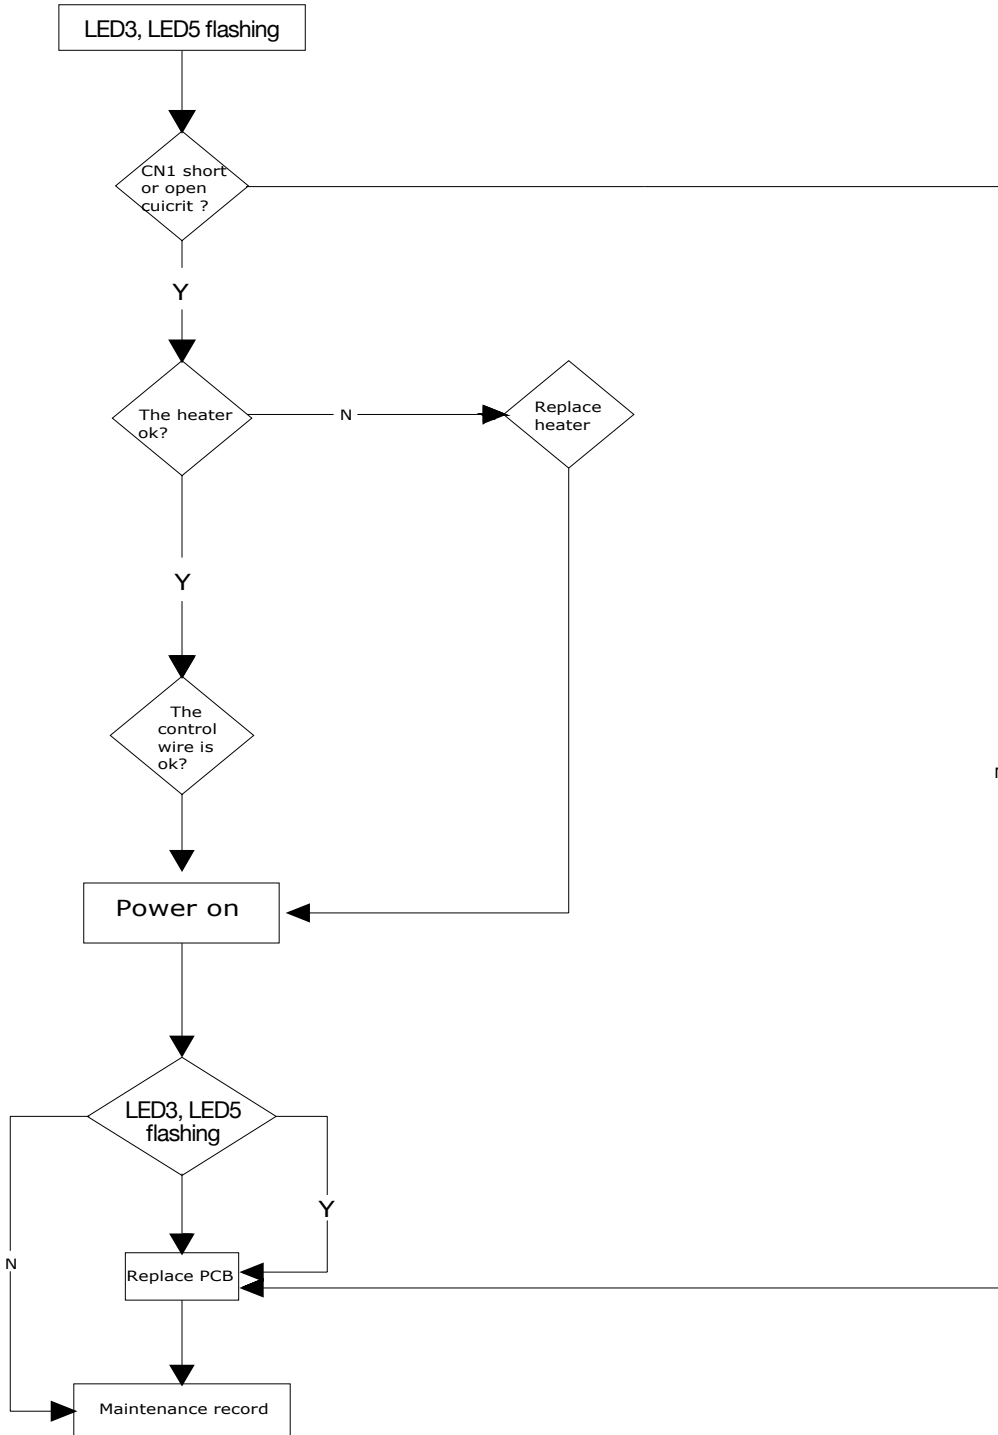 LED3, LED5 flashing
CN1 short
or open
cuicrit ?
Y
The heater
ok?
N
Replace
heater
Y
The
control
wire is
ok?
Power on
LED3, LED5
flashing
Y
N
Replace PCB
Maintenance record